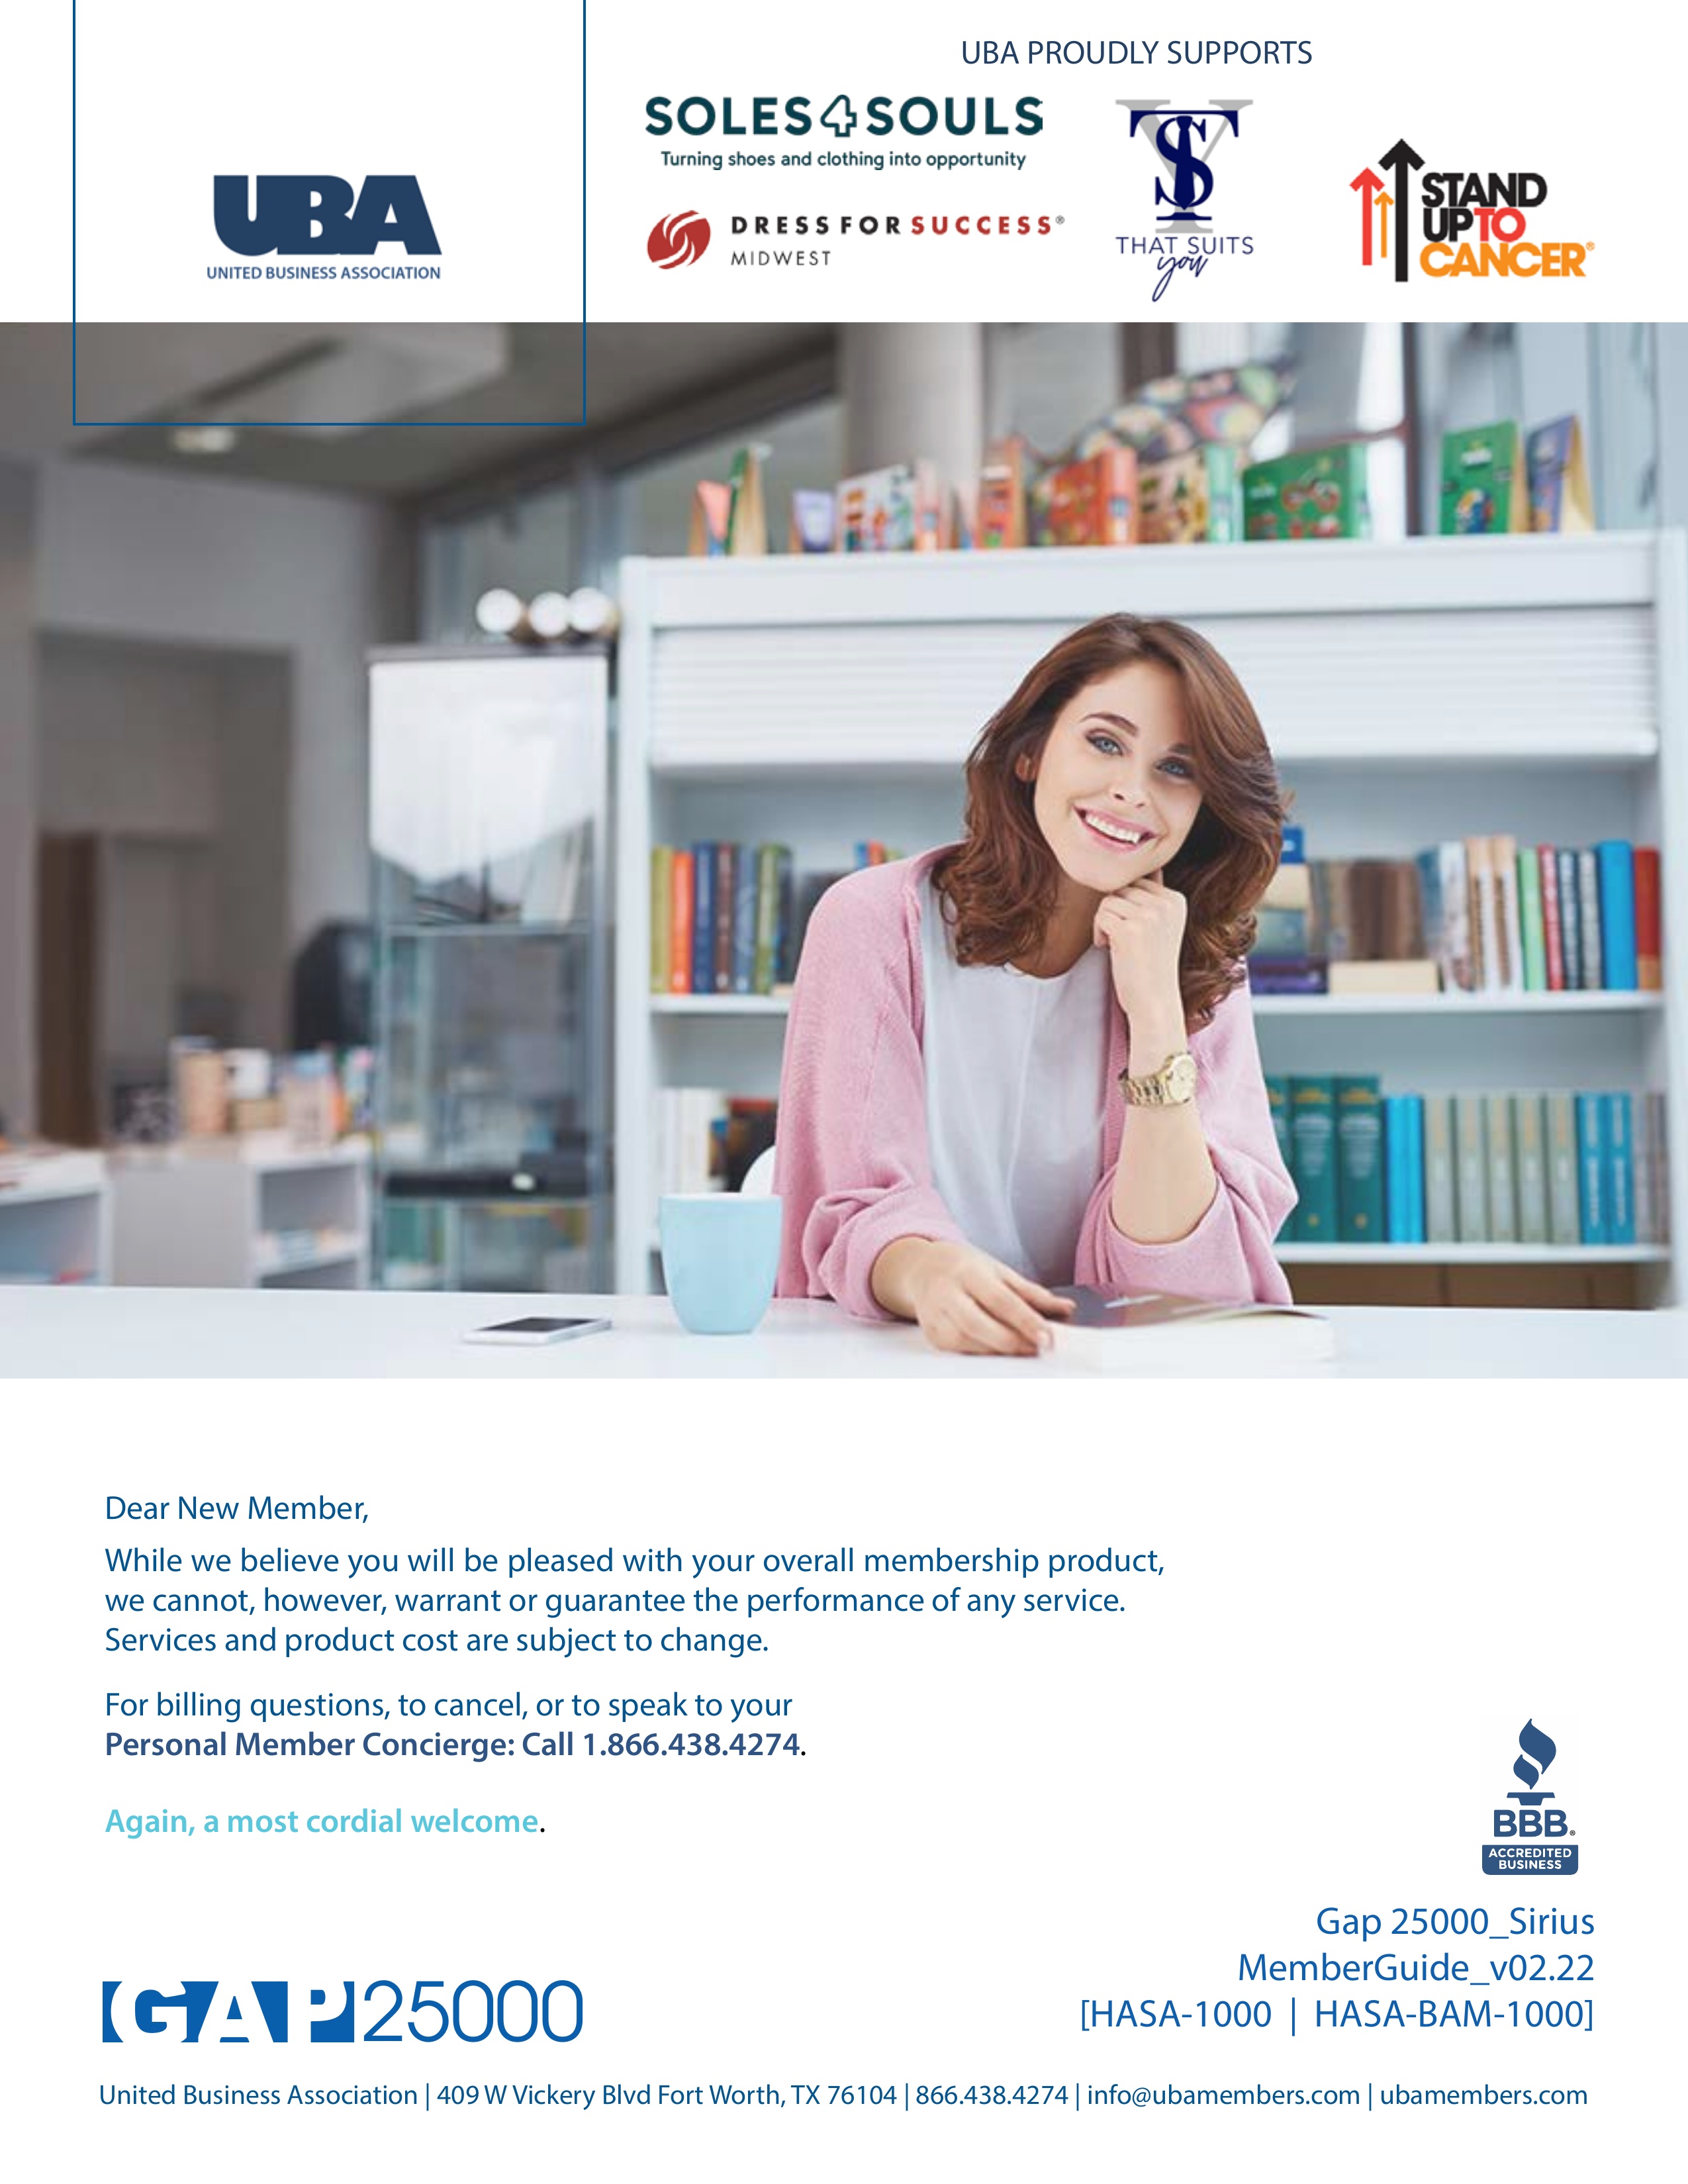 UBA PROUDLY SUPPORTS
UBA
UNITED BUSINESS ASSOCIATION
SOLES4SOULS
Turning shoes and clothing into opportunity
DRESS FOR SUCCESS®
MIDWEST
TSY
THAT SUITS
you
STAND
UP TO
CANCER®
Dear New Member,
While we believe you will be pleased with your overall membership product,
we cannot, however, warrant or guarantee the performance of any service.
Services and product cost are subject to change.
For billing questions, to cancel, or to speak to your
Personal Member Concierge: Call 1.866.438.4274.
Again, a most cordial welcome.
BBB®
ACCREDITED
BUSINESS
Gap 25000_Sirius
MemberGuide_v02.22
[HASA-1000 | HASA-BAM-1000]
GAP25000
United Business Association | 409 W Vickery Blvd Fort Worth, TX 76104 | 866.438.4274 | info@ubamembers.com | ubamembers.com